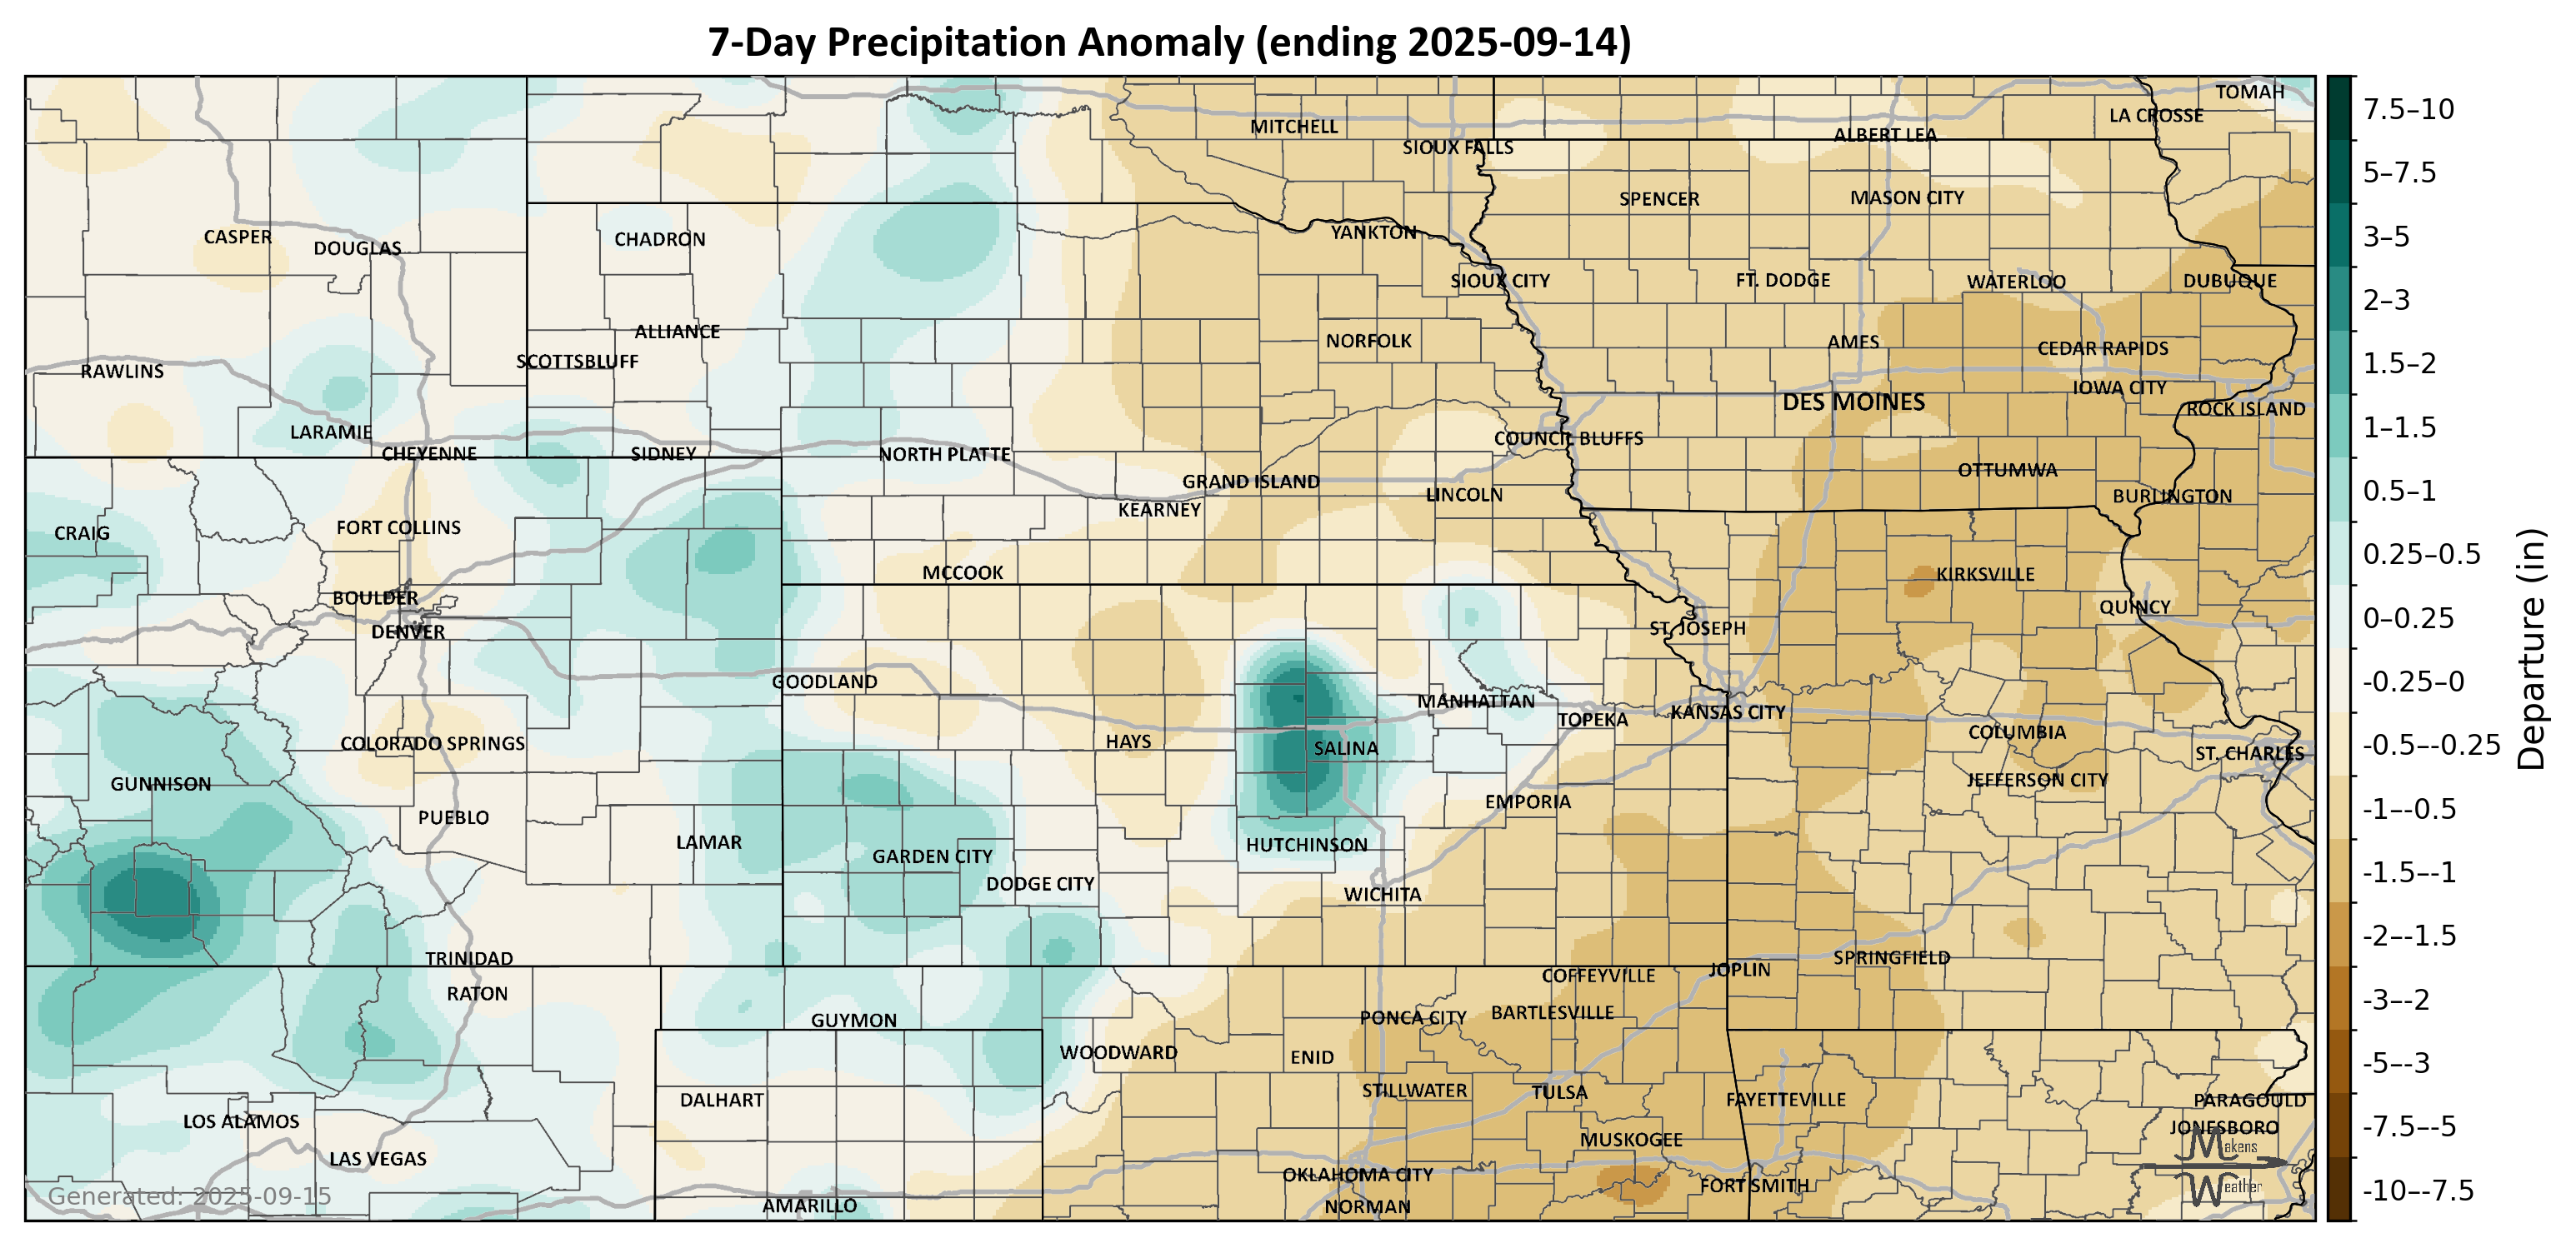 7-Day Precipitation Anomaly (ending 2025-09-14)
TOMAH
LA CROSSE
MITCHELL
ALBERT LEA
SIOUX FALLS
SPENCER
MASON CITY
YANKTON
CASPER
DOUGLAS
CHADRON
SIOUX CITY
FT. DODGE
WATERLOO
DUBUQUE
ALLIANCE
NORFOLK
AMES
CEDAR RAPIDS
SCOTTSBLUFF
RAWLINS
IOWA CITY
DES MOINES
ROCK ISLAND
LARAMIE
COUNCIL BLUFFS
CHEYENNE
SIDNEY
NORTH PLATTE
OTTUMWA
GRAND ISLAND
LINCOLN
BURLINGTON
KEARNEY
CRAIG
FORT COLLINS
MCCOOK
KIRKSVILLE
BOULDER
QUINCY
DENVER
ST. JOSEPH
GOODLAND
MANHATTAN
TOPEKA
KANSAS CITY
COLUMBIA
COLORADO SPRINGS
HAYS
SALINA
ST. CHARLES
GUNNISON
JEFFERSON CITY
EMPORIA
PUEBLO
LAMAR
HUTCHINSON
GARDEN CITY
DODGE CITY
WICHITA
TRINIDAD
SPRINGFIELD
JOPLIN
COFFEYVILLE
RATON
GUYMON
PONCA CITY
BARTLESVILLE
WOODWARD
ENID
STILLWATER
TULSA
DALHART
FAYETTEVILLE
PARAGOULD
LOS ALAMOS
JONESBORO
MUSKOGEE
LAS VEGAS
OKLAHOMA CITY
FORT SMITH
AMARILLO
NORMAN
Makens
Weather
Generated: 2025-09-15
7.5–10
5–7.5
3–5
2–3
1.5–2
1–1.5
0.5–1
0.25–0.5
0–0.25
-0.25–0
-0.5–-0.25
-1–-0.5
-1.5–-1
-2–-1.5
-3–-2
-5–-3
-7.5–-5
-10–-7.5
Departure (in)